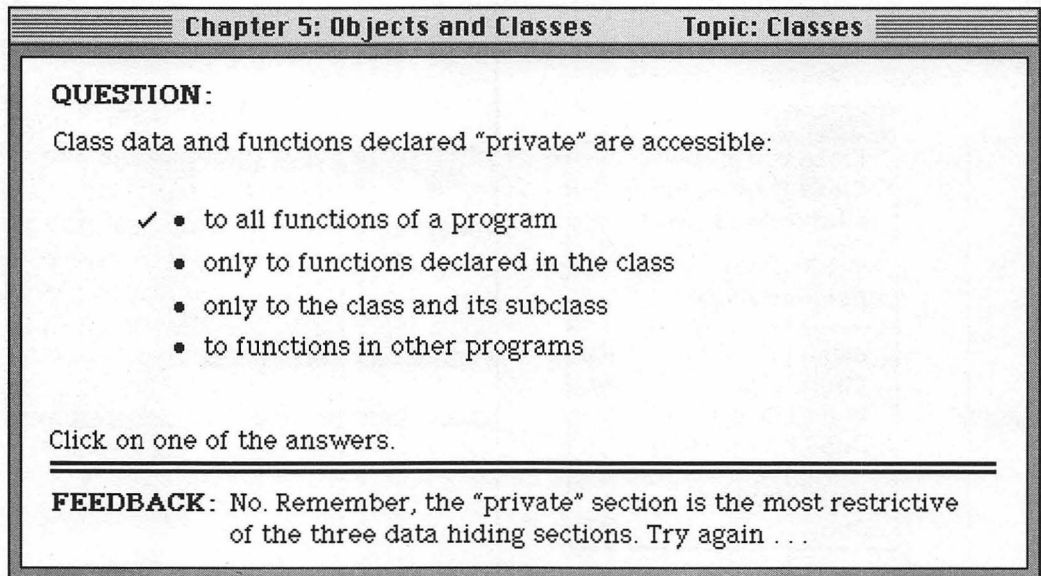 Chapter 5: Objects and Classes Topic: Classes
QUESTION:
Class data and functions declared “private” are accessible:
✓ • to all functions of a program
• only to functions declared in the class
• only to the class and its subclass
• to functions in other programs
Click on one of the answers.
FEEDBACK: No. Remember, the “private” section is the most restrictive
of the three data hiding sections. Try again . . .